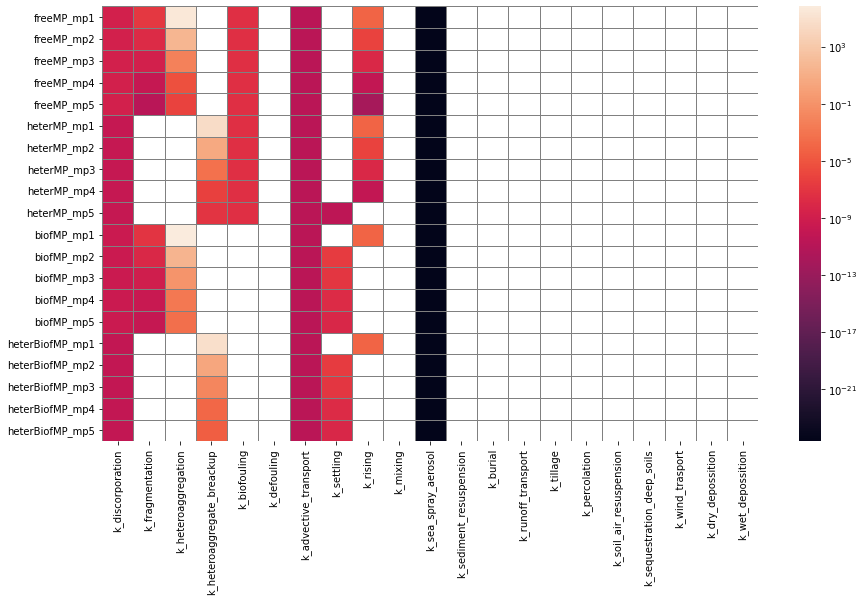 freeMP_mp1
freeMP_mp2
freeMP_mp3
freeMP_mp4
freeMP_mp5
heterMP_mp1
heterMP_mp2
heterMP_mp3
heterMP_mp4
heterMP_mp5
biofMP_mp1
biofMP_mp2
biofMP_mp3
biofMP_mp4
biofMP_mp5
heterBiofMP_mp1
heterBiofMP_mp2
heterBiofMP_mp3
heterBiofMP_mp4
heterBiofMP_mp5
k_discorporation
k_fragmentation
k_heteroaggregation
k_heteroaggregate_breackup
k_biofouling
k_defouling
k_advective_transport
k_settling
k_rising
k_mixing
k_sea_spray_aerosol
k_sediment_resuspension
k_burial
k_runoff_transport
k_tillage
k_percolation
k_soil_air_resuspension
k_sequestration_deep_soils
k_wind_trasport
k_dry_depossition
k_wet_depossition
10³
10⁻¹
10⁻⁵
10⁻⁹
10⁻¹³
10⁻¹⁷
10⁻²¹